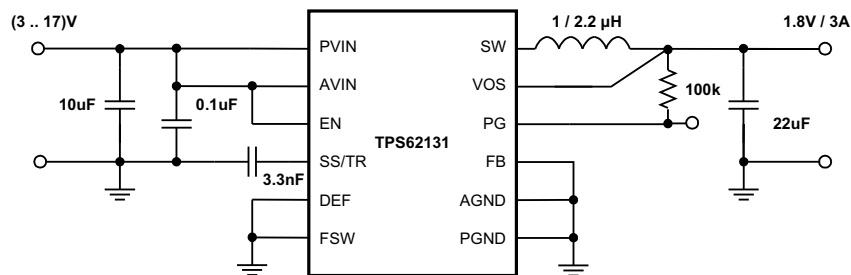 (3 .. 17)V
1 / 2.2 µH
1.8V / 3A
PVIN
SW
AVIN
VOS
10uF
0.1uF
100k
EN
PG
22uF
TPS62131
SS/TR
FB
3.3nF
DEF
AGND
FSW
PGND